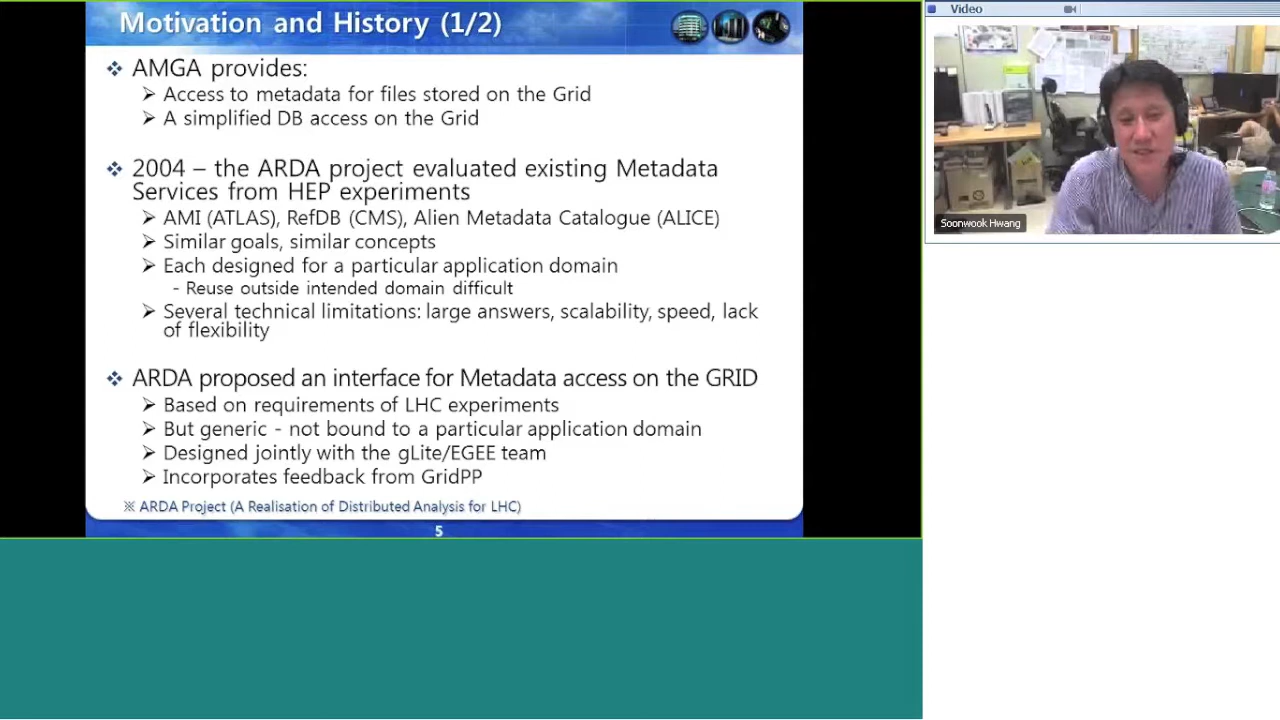 Motivation and History (1/2)
❖ AMGA provides:
➢ Access to metadata for files stored on the Grid
➢ A simplified DB access on the Grid
❖ 2004 – the ARDA project evaluated existing Metadata
Services from HEP experiments
➢ AMI (ATLAS), RefDB (CMS), Alien Metadata Catalogue (ALICE)
➢ Similar goals, similar concepts
➢ Each designed for a particular application domain
- Reuse outside intended domain difficult
➢ Several technical limitations: large answers, scalability, speed, lack
of flexibility
❖ ARDA proposed an interface for Metadata access on the GRID
➢ Based on requirements of LHC experiments
➢ But generic - not bound to a particular application domain
➢ Designed jointly with the gLite/EGEE team
➢ Incorporates feedback from GridPP
※ ARDA Project (A Realisation of Distributed Analysis for LHC)
5
Video
Soonwook Hwang